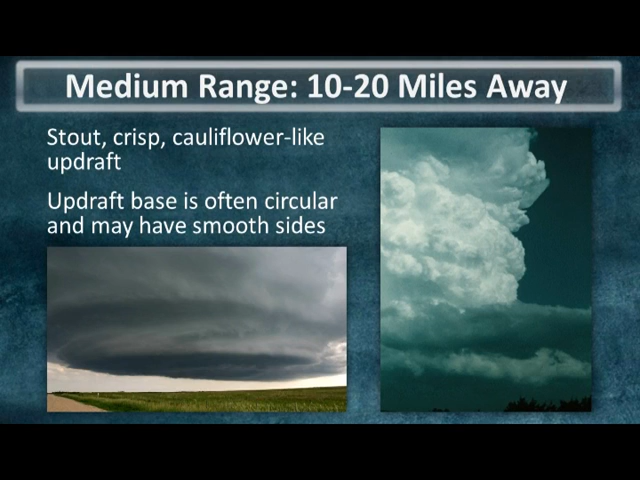 Medium Range: 10-20 Miles Away
Stout, crisp, cauliflower-like
updraft
Updraft base is often circular
and may have smooth sides